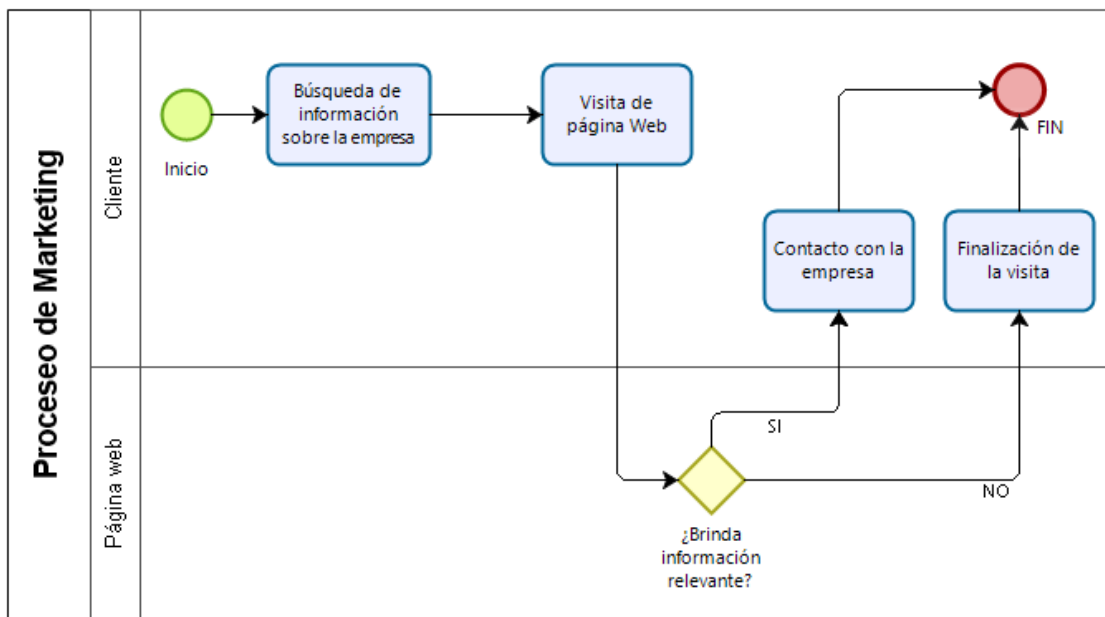 Proceseo de Marketing
Cliente
Inicio
Búsqueda de
información
sobre la empresa
Visita de
página Web
FIN
Contacto con la
empresa
Finalización de
la visita
Página web
SI
NO
¿Brinda
información
relevante?